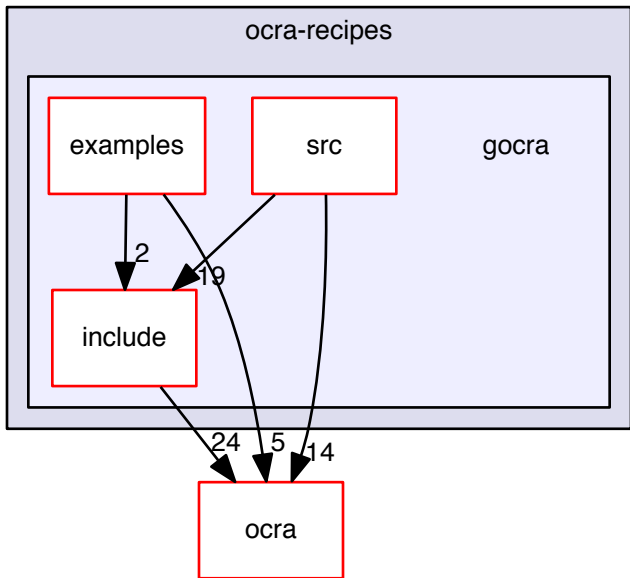 ocra-recipes
examples
src
gocra
2
19
include
24
5
14
ocra